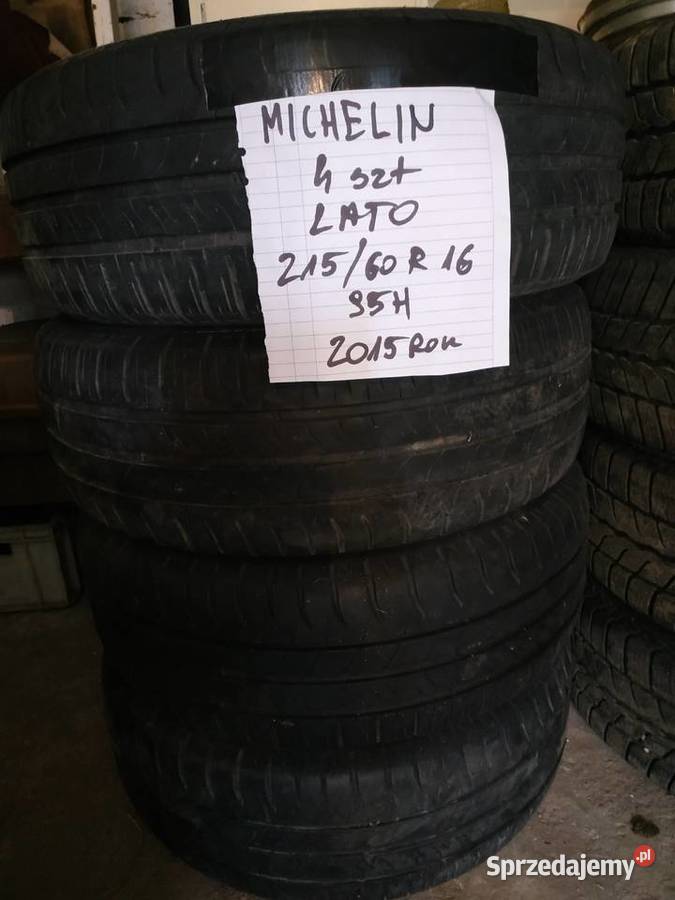 MICHELIN
4 szt
LATO
215/60 R 16
95H
2015 Rok
Sprzedajemy.pl